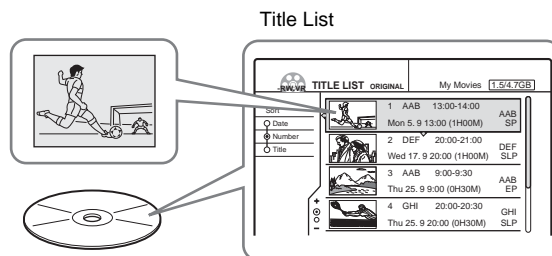 Title List
-RWVR TITLE LIST ORIGINAL My Movies 1.5/4.7GB
Sort
Date
Number
Title
1 AAB 13:00-14:00
Mon 5. 9 13:00 (1H00M) AAB SP
2 DEF 20:00-21:00
Wed 17. 9 20:00 (1H00M) DEF SLP
3 AAB 9:00-9:30
Thu 25. 9 9:00 (0H30M) AAB EP
4 GHI 20:00-20:30
Thu 25. 9 20:00 (0H30M) GHI SLP